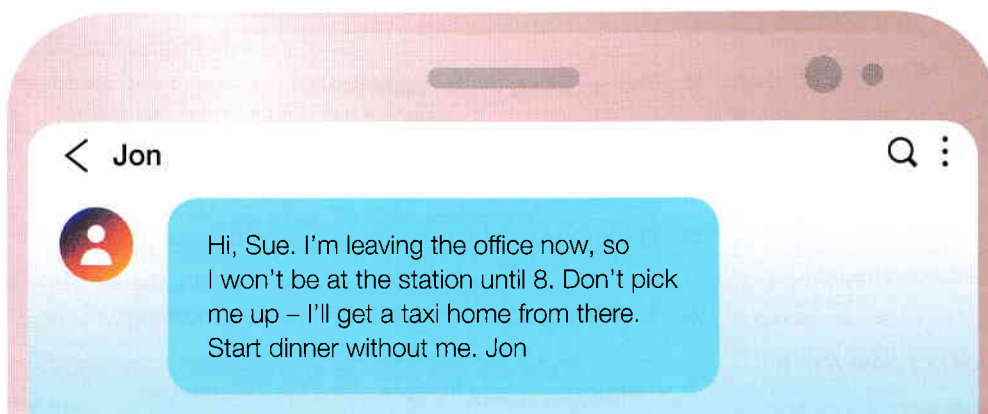 Jon
Hi, Sue. I'm leaving the office now, so
I won't be at the station until 8. Don't pick
me up – I'll get a taxi home from there.
Start dinner without me. Jon